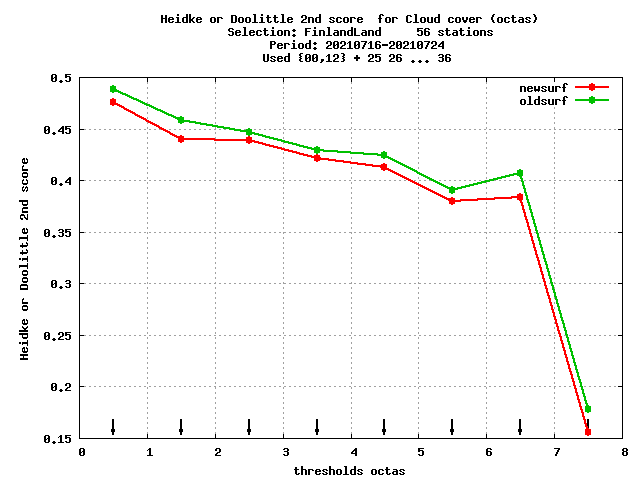 Heidke or Doolittle 2nd score  for Cloud cover (octas)
Selection: FinlandLand     56 stations
Period: 20210716-20210724
Used {00,12} + 25 26 ... 36
newsurf
oldsurf
Heidke or Doolittle 2nd score
0.5
0.45
0.4
0.35
0.3
0.25
0.2
0.15
0 1 2 3 4 5 6 7 8
thresholds octas